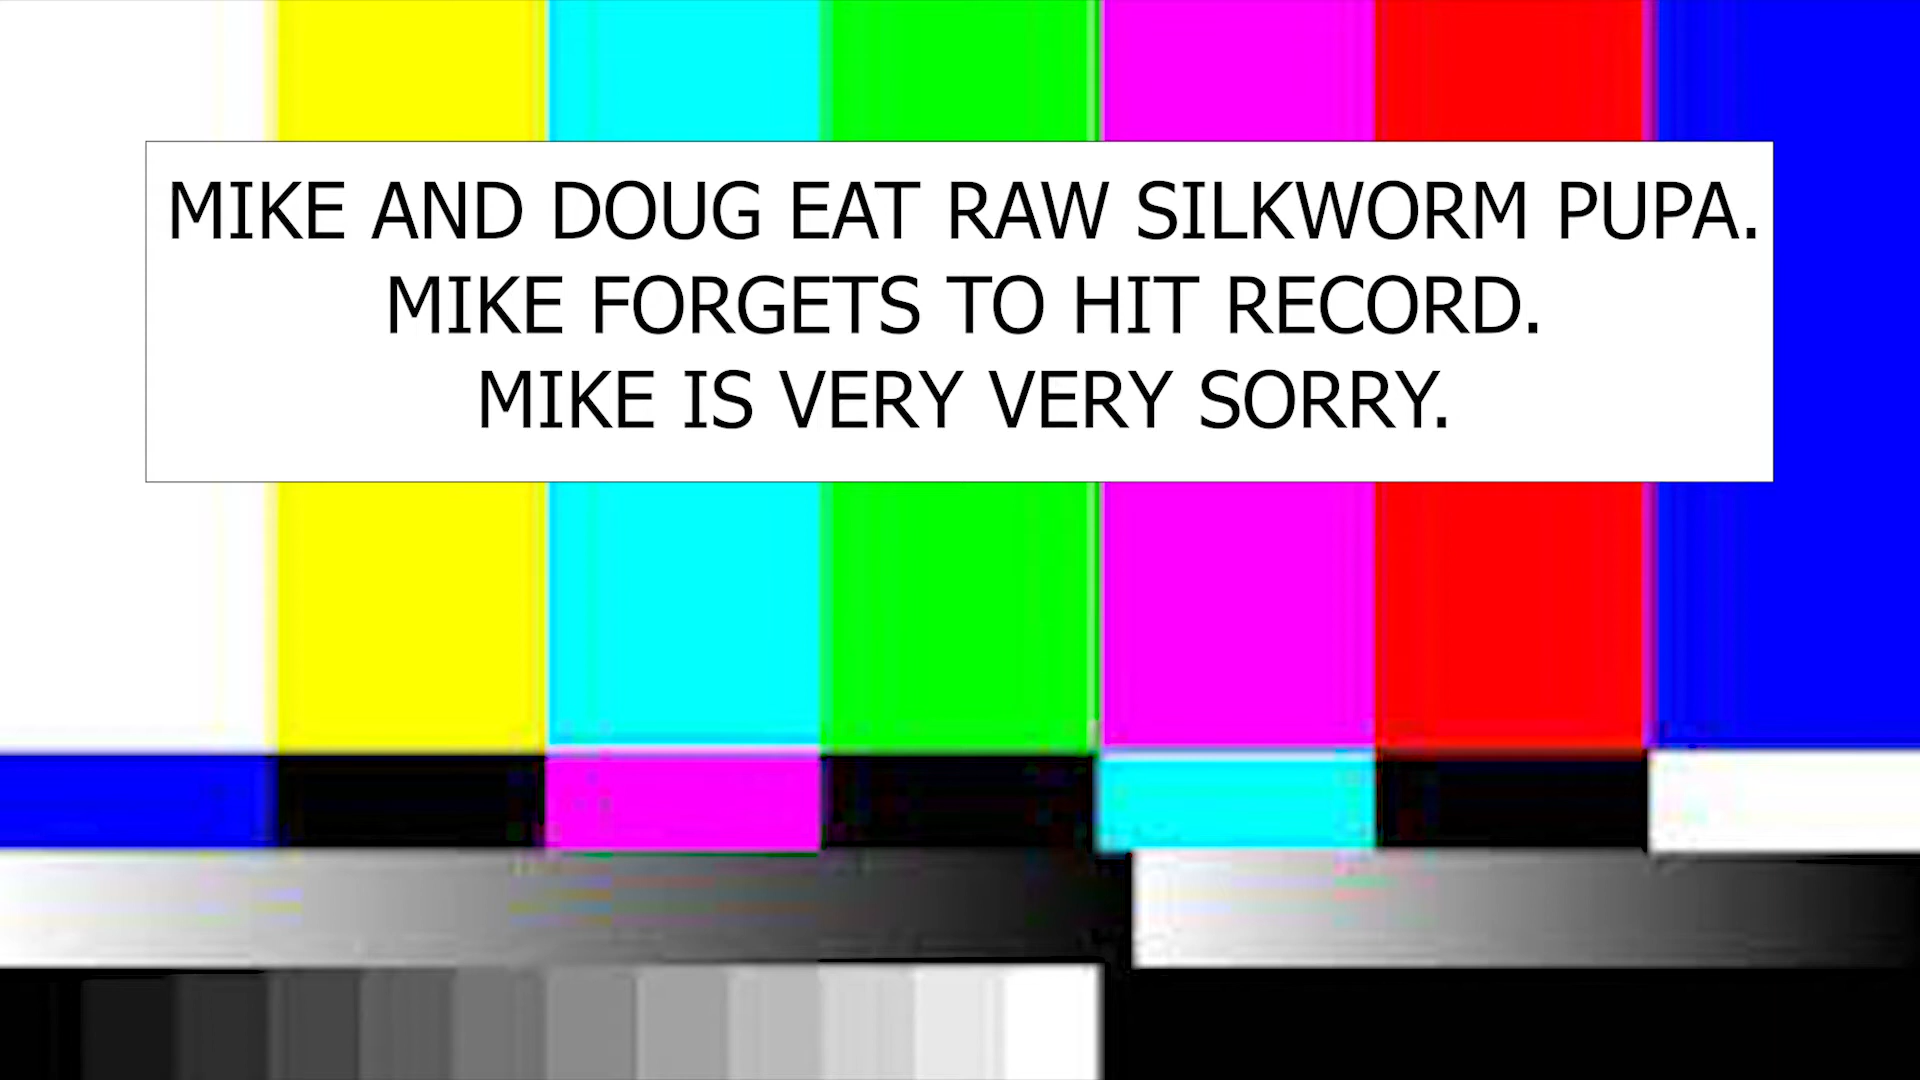 MIKE AND DOUG EAT RAW SILKWORM PUPA.
MIKE FORGETS TO HIT RECORD.
MIKE IS VERY VERY SORRY.